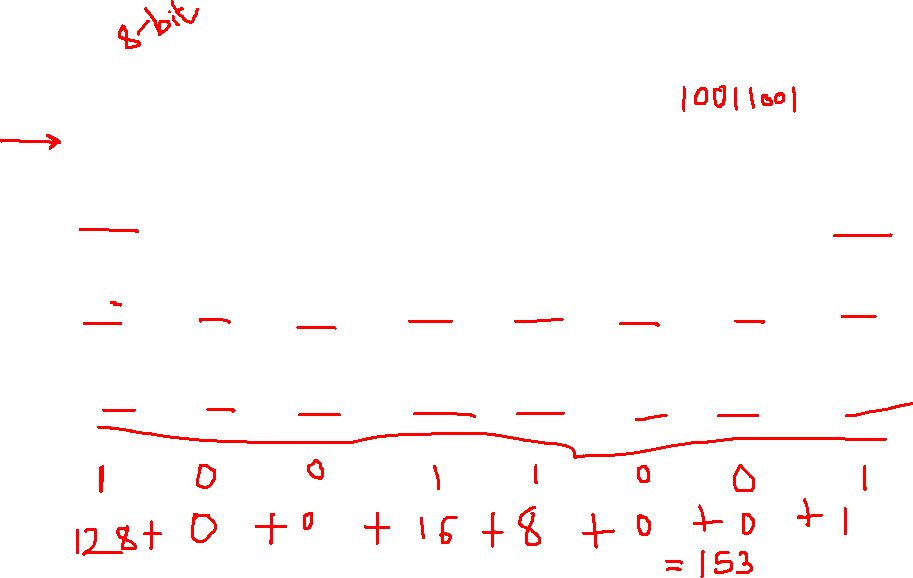 8-bit
10011001
1 0 0 1 1 0 0 1
128 + 0 + 0 + 16 + 8 + 0 + 0 + 1
= 153